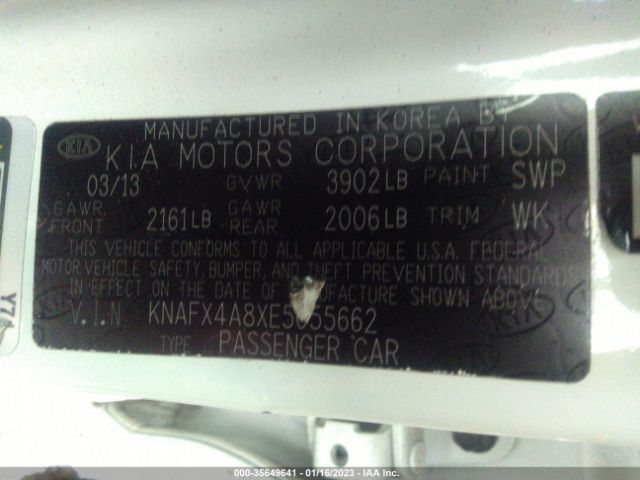 MANUFACTURED IN KOREA B
KIA KIA MOTORS CORPORATION
03/13 GVWR 3902LB PAINT SWP
GAWR FRONT 2161LB GAWR REAR 2006LB TRIM WK
THIS VEHICLE CONFORMS TO ALL APPLICABLE U.S.A. FEDERAL
MOTOR VEHICLE SAFETY, BUMPER, AND THEFT PREVENTION STANDARDS
IN EFFECT ON THE DATE OF MANUFACTURE SHOWN ABOVE.
V.I.N KNAFX4A8XE5055662
TYPE PASSENGER CAR
000-35649641 - 01/16/2023 - IAA Inc.